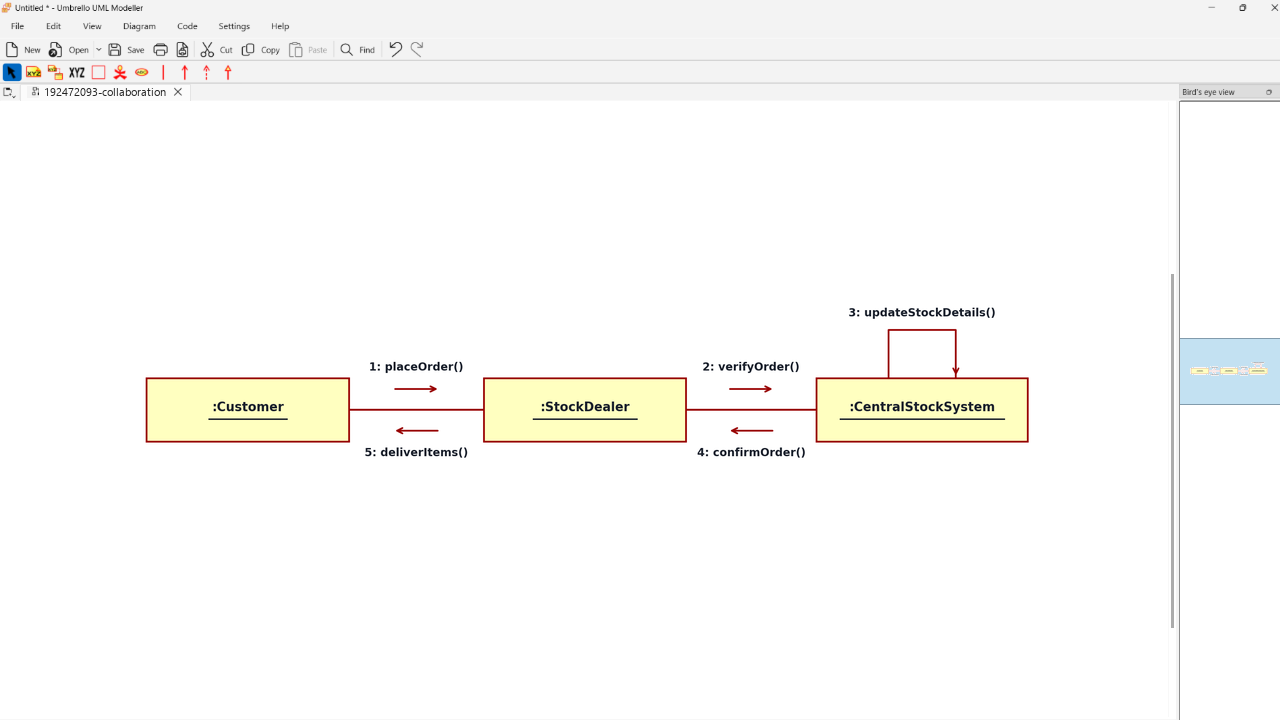 Untitled * - Umbrello UML Modeller
File Edit View Diagram Code Settings Help
New Open Save Cut Copy Paste Find
XYZ XYZ
192472093-collaboration
Bird's eye view
3: updateStockDetails()
1: placeOrder()
2: verifyOrder()
:Customer
:StockDealer
:CentralStockSystem
5: deliverItems()
4: confirmOrder()